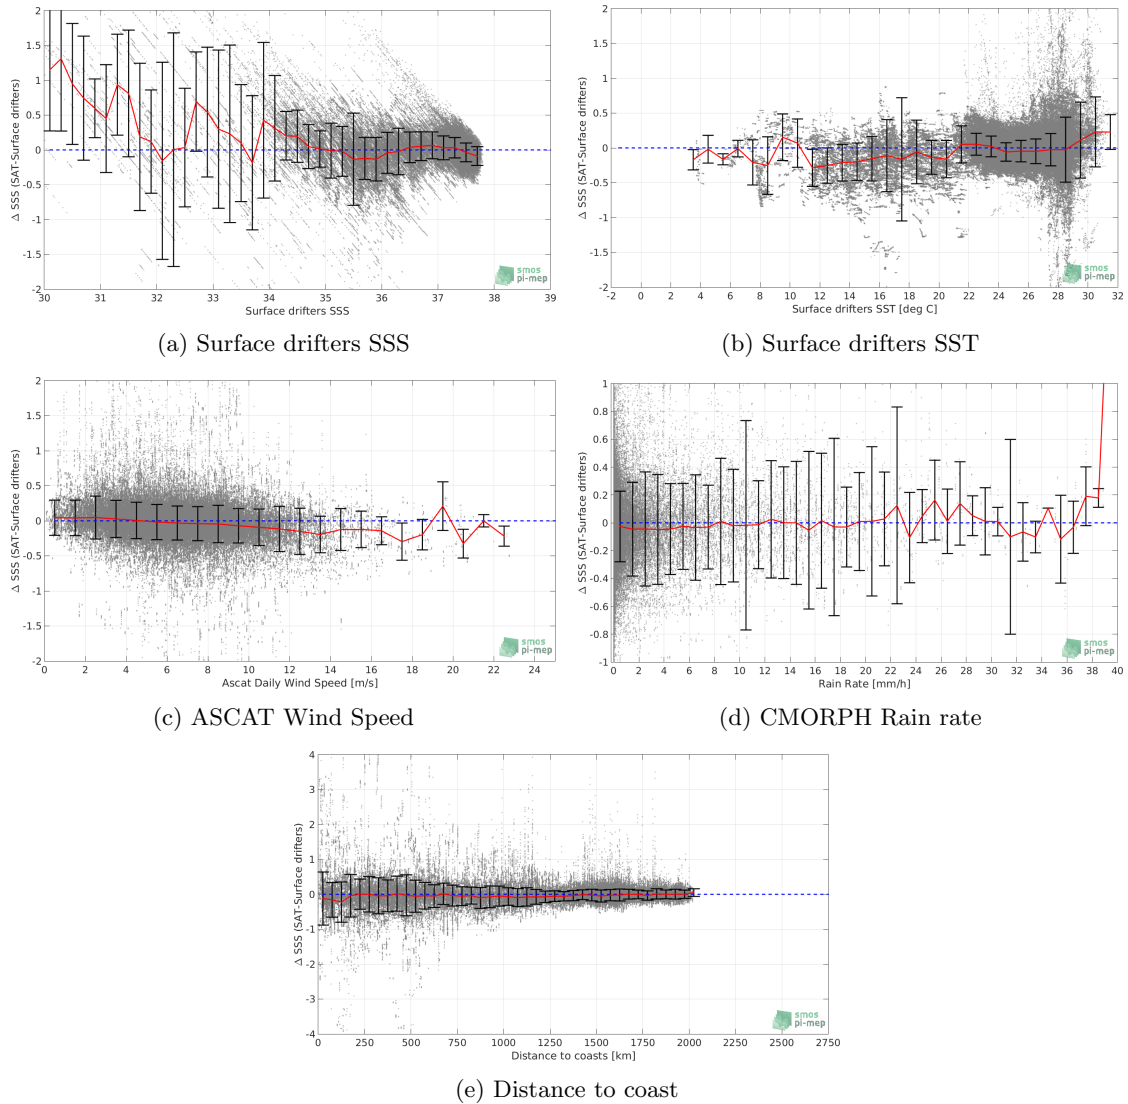 Δ SSS (SAT-Surface drifters)
2
1.5
1
0.5
0
-0.5
-1
-1.5
-2
30 31 32 33 34 35 36 37 38 39
Surface drifters SSS
smos
pi-mep
(a) Surface drifters SSS
Δ SSS (SAT-Surface drifters)
2
1.5
1
0.5
0
-0.5
-1
-1.5
-2
-2 0 2 4 6 8 10 12 14 16 18 20 22 24 26 28 30 32
Surface drifters SST [deg C]
smos
pi-mep
(b) Surface drifters SST
Δ SSS (SAT-Surface drifters)
2
1.5
1
0.5
0
-0.5
-1
-1.5
-2
0 2 4 6 8 10 12 14 16 18 20 22 24
Ascat Daily Wind Speed [m/s]
smos
pi-mep
(c) ASCAT Wind Speed
Δ SSS (SAT-Surface drifters)
1
0.8
0.6
0.4
0.2
0
-0.2
-0.4
-0.6
-0.8
-1
0 2 4 6 8 10 12 14 16 18 20 22 24 26 28 30 32 34 36 38 40
Rain Rate [mm/h]
smos
pi-mep
(d) CMORPH Rain rate
Δ SSS (SAT-Surface drifters)
4
3
2
1
0
-1
-2
-3
-4
0 250 500 750 1000 1250 1500 1750 2000 2250 2500 2750
Distance to coasts [km]
smos
pi-mep
(e) Distance to coast